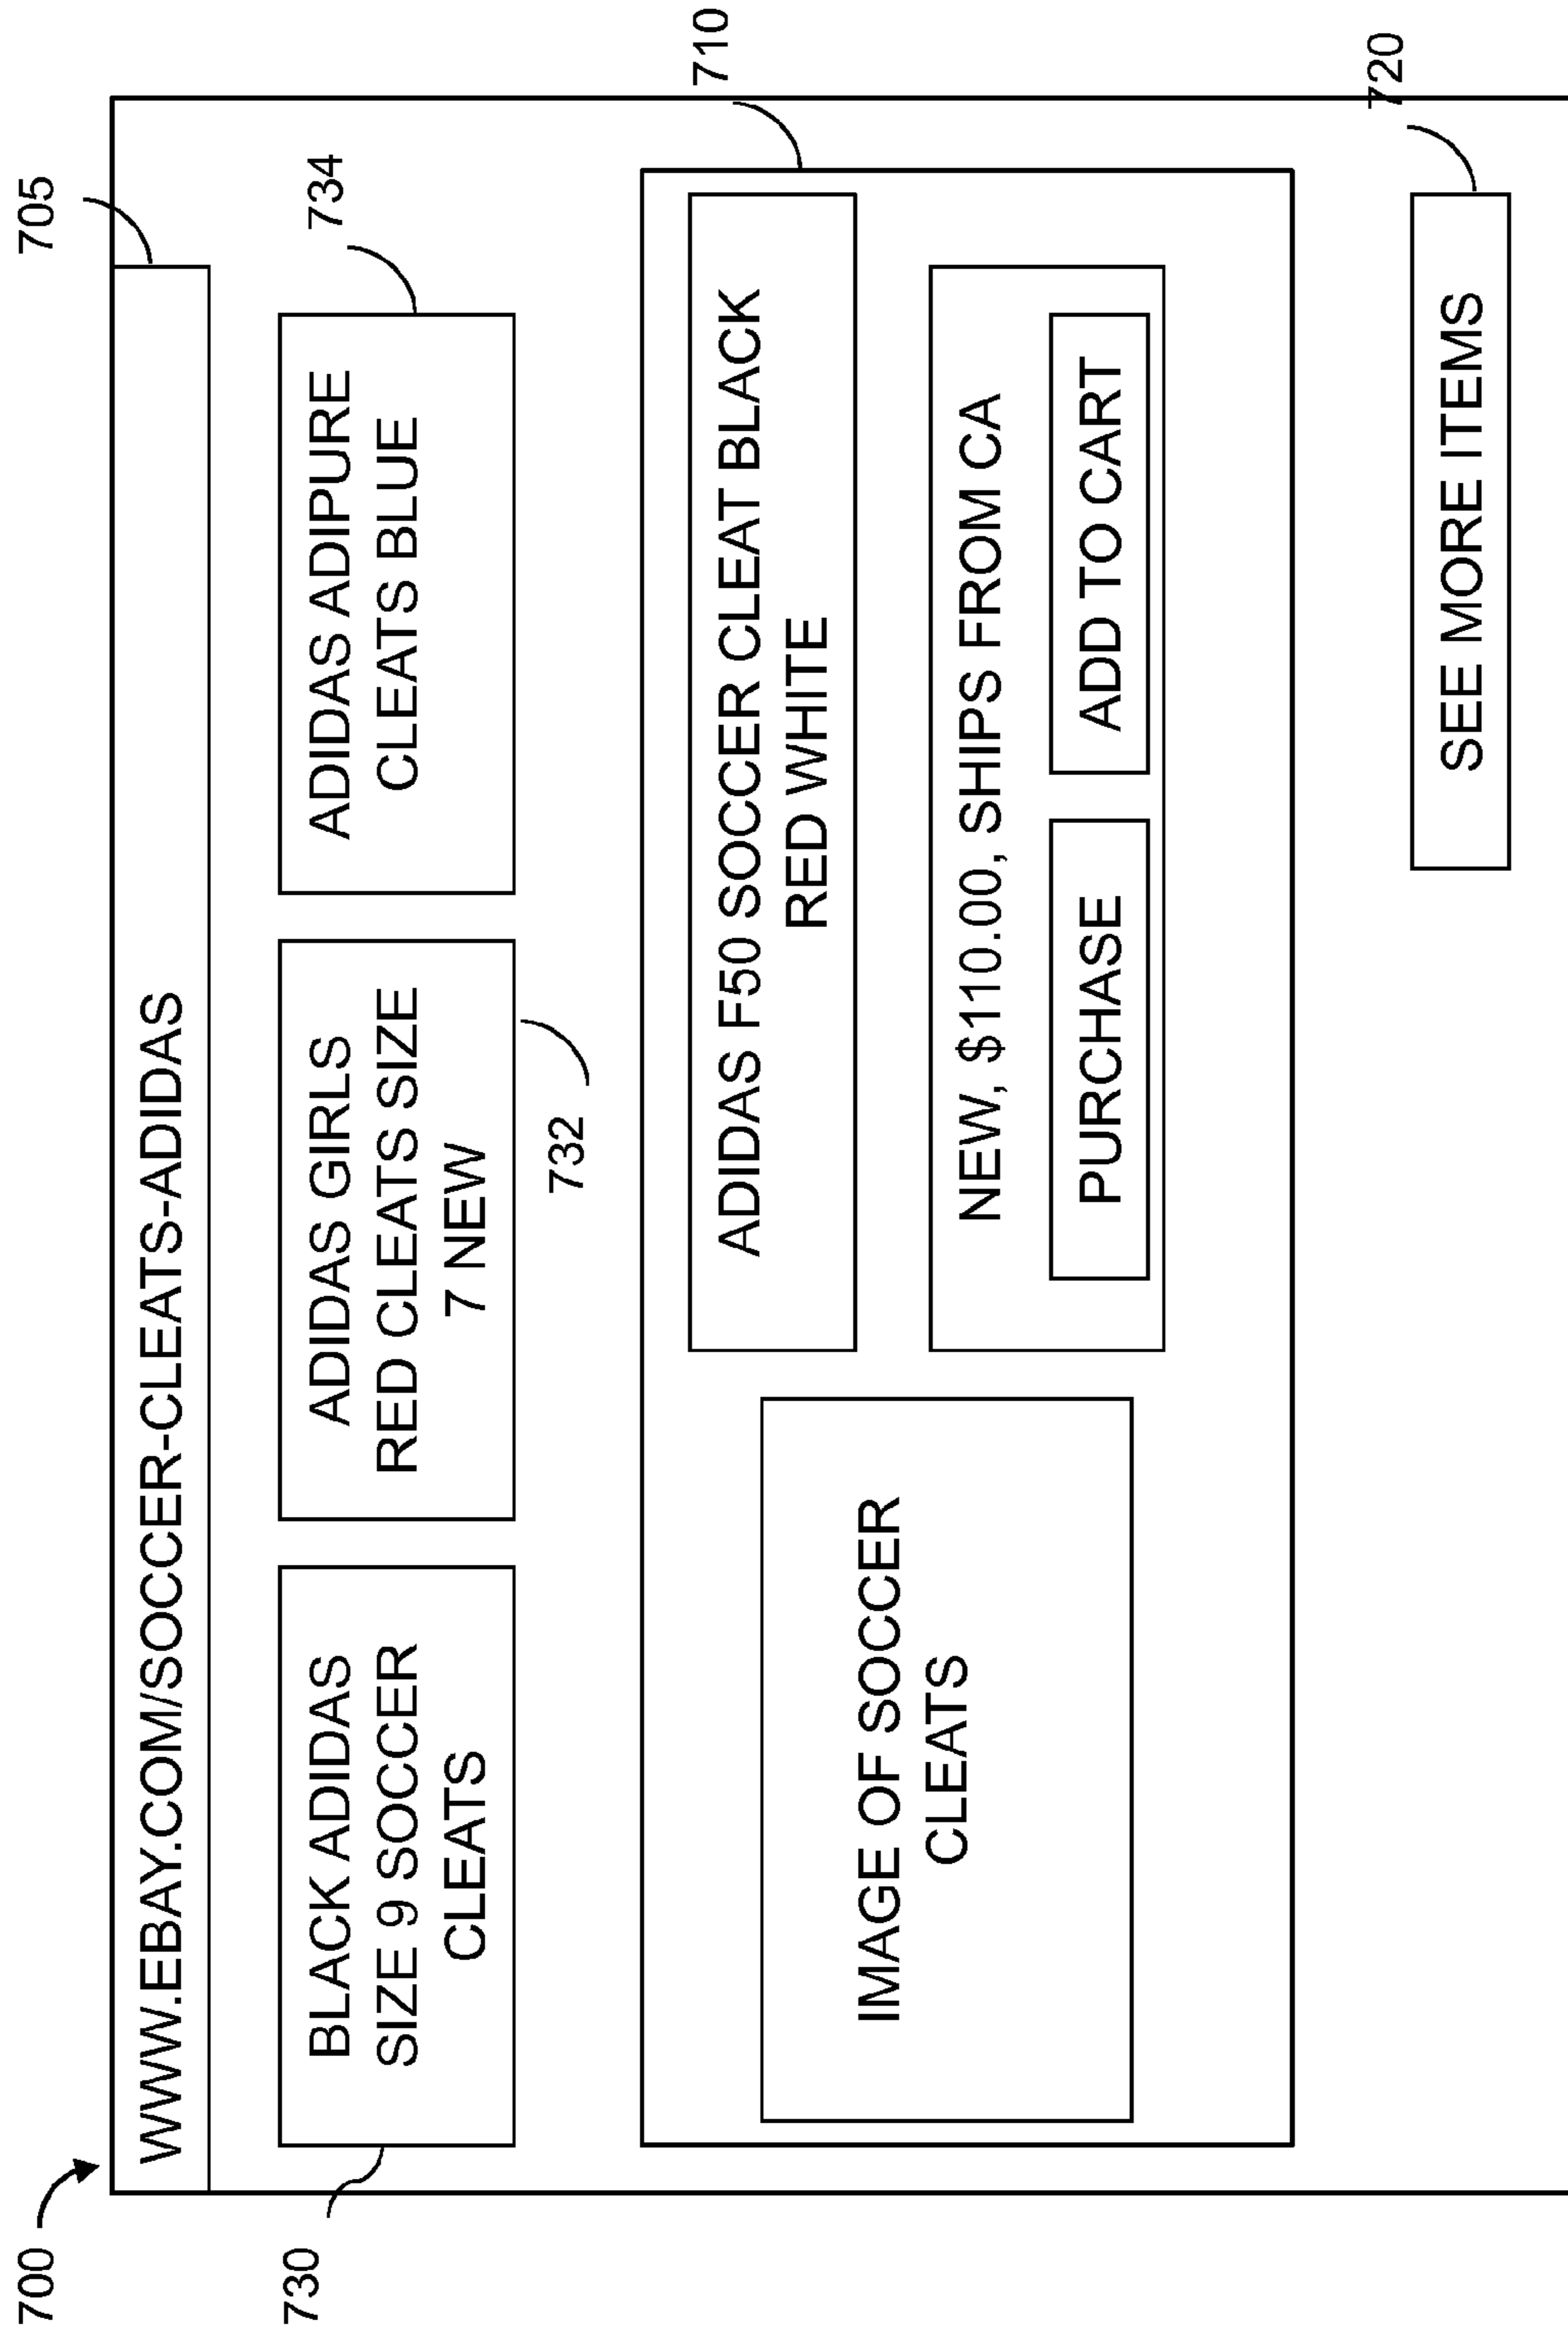 700
705
WWW.EBAY.COM/SOCCER-CLEATS-ADIDAS
730
BLACK ADIDAS
SIZE 9 SOCCER
CLEATS
ADIDAS GIRLS
RED CLEATS SIZE
7 NEW
732
ADIDAS ADIPURE
CLEATS BLUE
734
710
IMAGE OF SOCCER
CLEATS
ADIDAS F50 SOCCER CLEAT BLACK
RED WHITE
NEW, $110.00, SHIPS FROM CA
PURCHASE
ADD TO CART
SEE MORE ITEMS
720